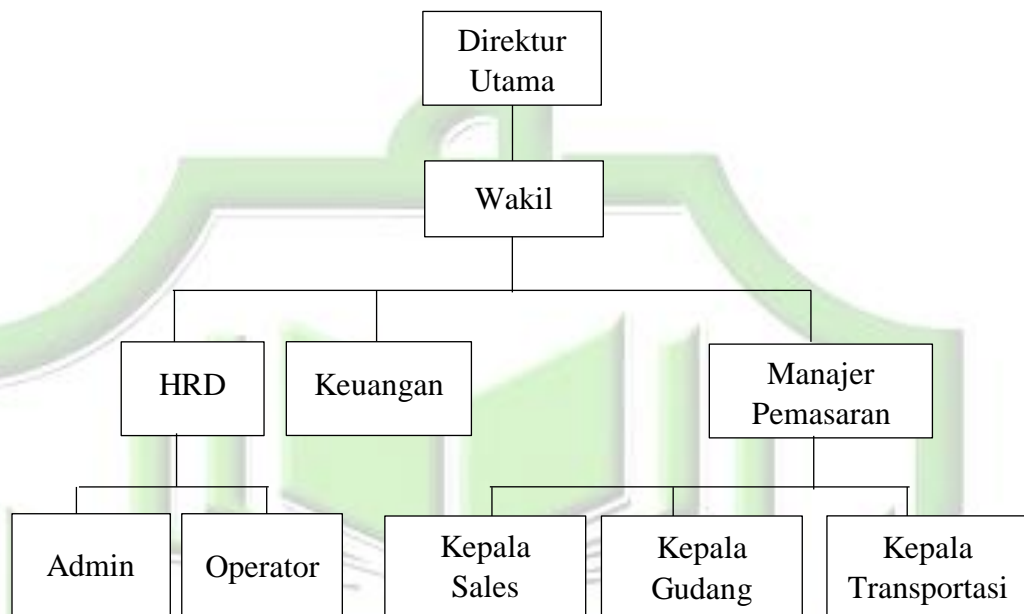 Direktur
Utama
Wakil
HRD
Keuangan
Manajer
Pemasaran
Admin
Operator
Kepala
Sales
Kepala
Gudang
Kepala
Transportasi